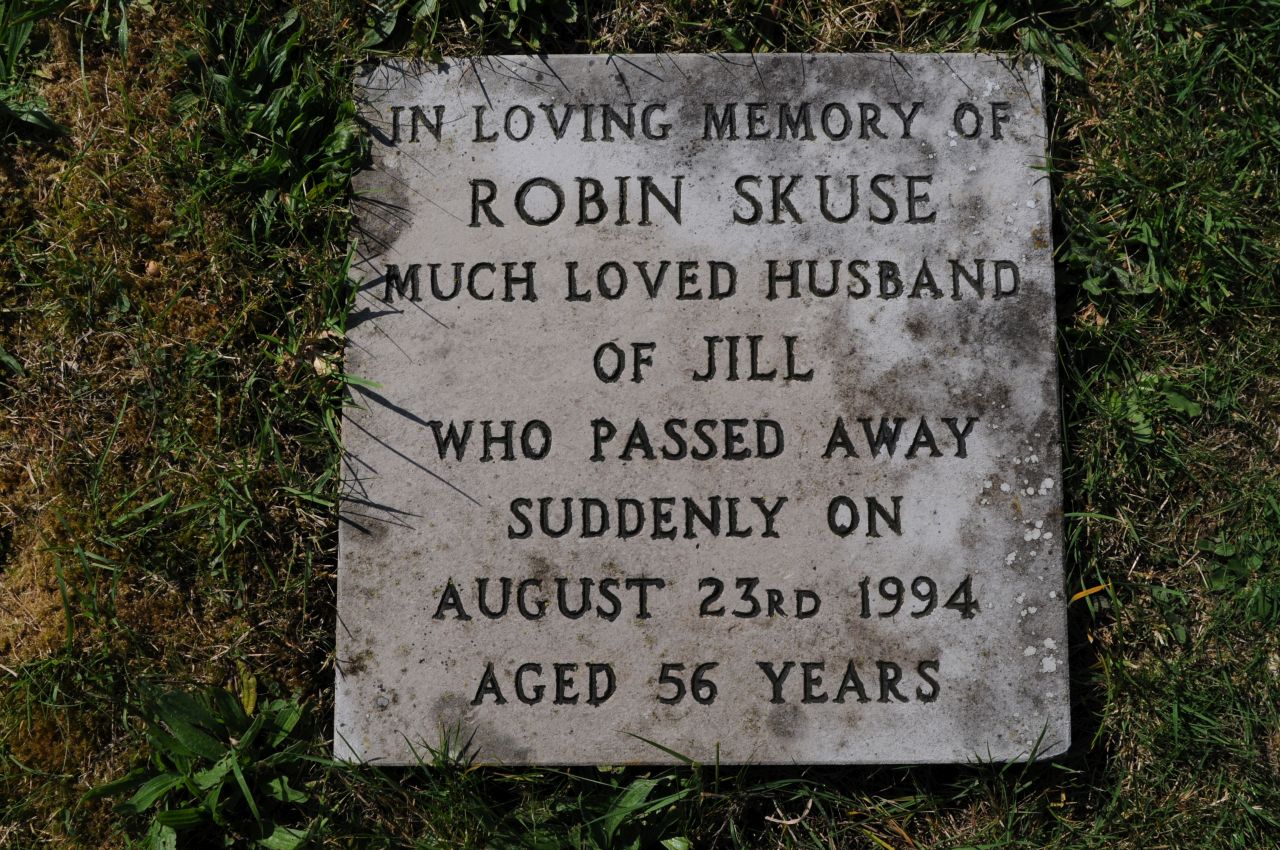 IN LOVING MEMORY OF
ROBIN SKUSE
MUCH LOVED HUSBAND
OF JILL
WHO PASSED AWAY
SUDDENLY ON
AUGUST 23RD 1994
AGED 56 YEARS